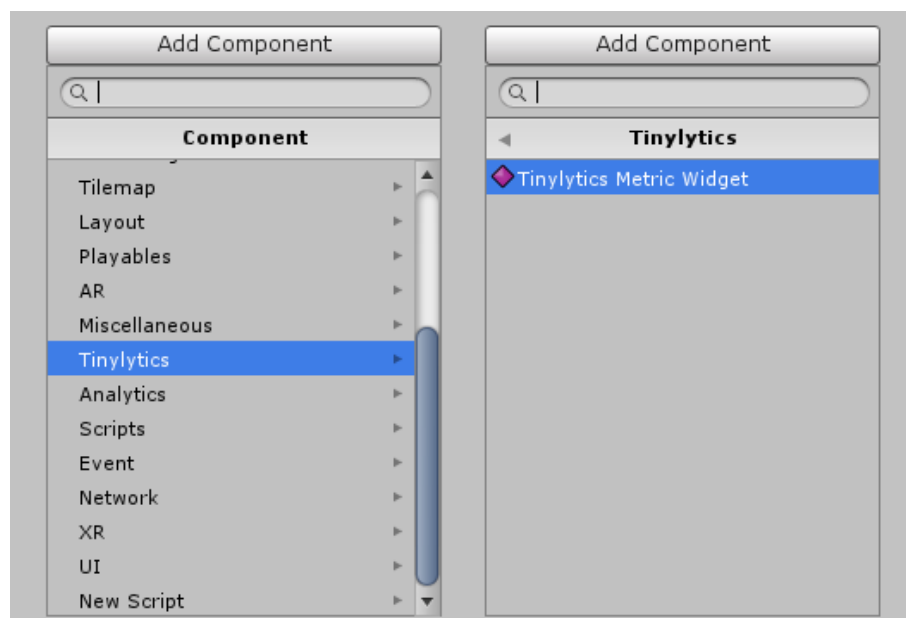 Add Component
Component
Tilemap
Layout
Playables
AR
Miscellaneous
Tinylytics
Analytics
Scripts
Event
Network
XR
UI
New Script
Add Component
Tinylytics
Tinylytics Metric Widget